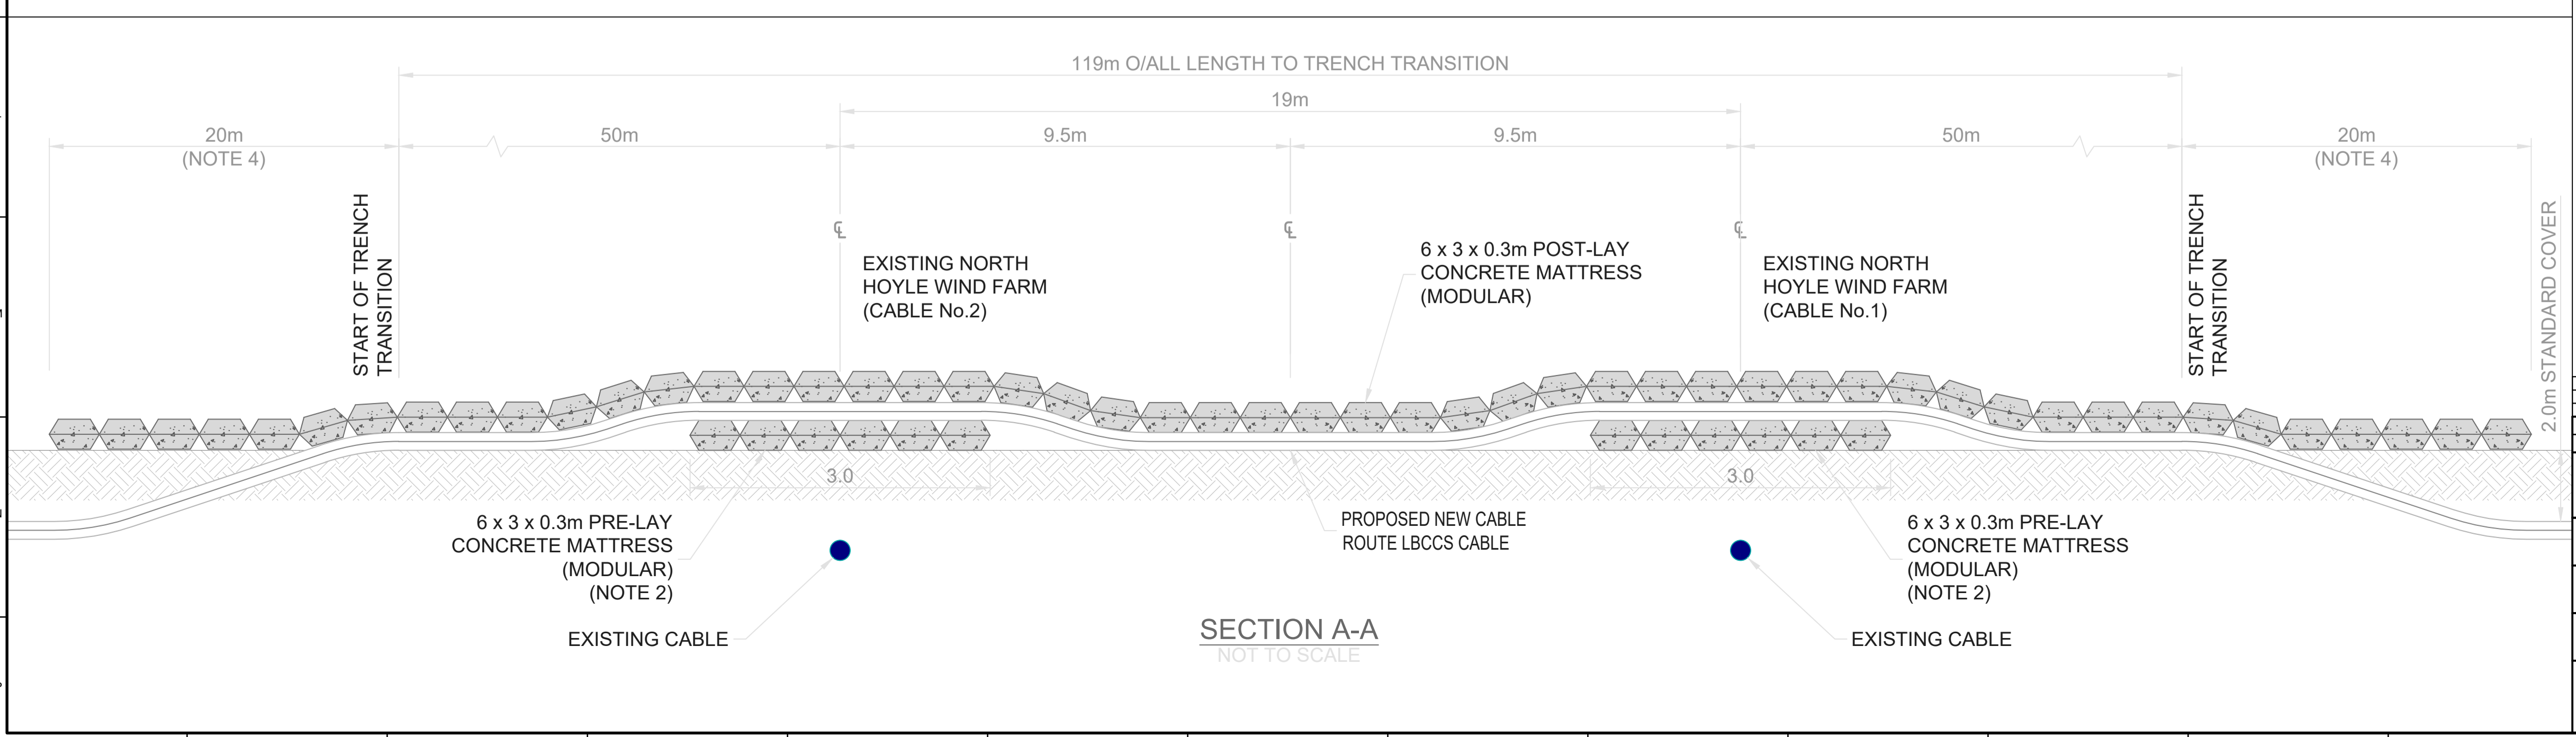 119m O/ALL LENGTH TO TRENCH TRANSITION
19m
20m
(NOTE 4)
50m
9.5m
9.5m
50m
20m
(NOTE 4)
START OF TRENCH
TRANSITION
℄
EXISTING NORTH
HOYLE WIND FARM
(CABLE No.2)
℄
6 x 3 x 0.3m POST-LAY
CONCRETE MATTRESS
(MODULAR)
℄
EXISTING NORTH
HOYLE WIND FARM
(CABLE No.1)
START OF TRENCH
TRANSITION
2.0m STANDARD COVER
3.0
3.0
6 x 3 x 0.3m PRE-LAY
CONCRETE MATTRESS
(MODULAR)
(NOTE 2)
EXISTING CABLE
PROPOSED NEW CABLE
ROUTE LBCCS CABLE
6 x 3 x 0.3m PRE-LAY
CONCRETE MATTRESS
(MODULAR)
(NOTE 2)
EXISTING CABLE
SECTION A-A
NOT TO SCALE